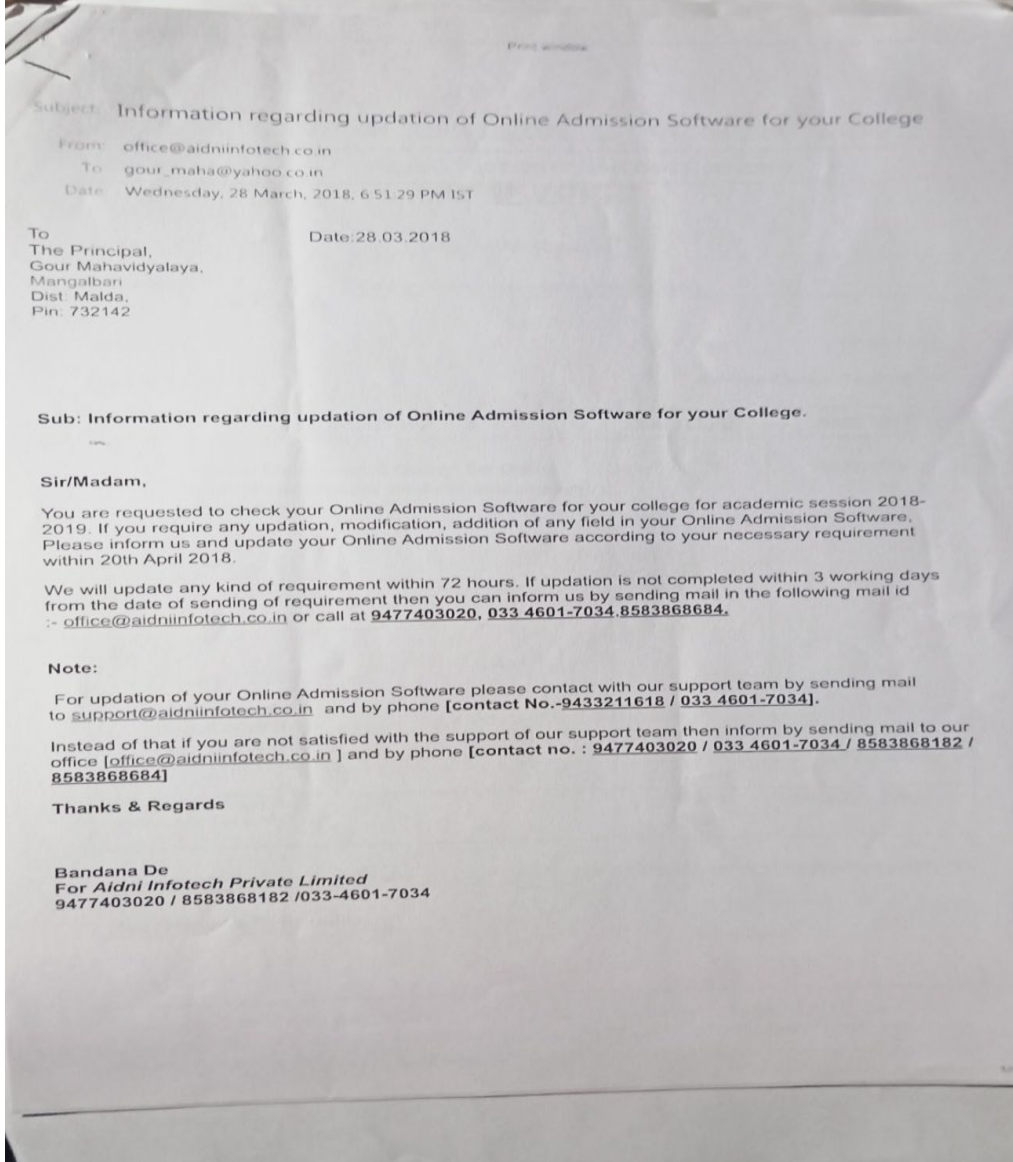 Print window
Subject: Information regarding updation of Online Admission Software for your College
From: office@aidniinfotech.co.in
To: gour_maha@yahoo.co.in
Date: Wednesday, 28 March, 2018, 6:51:29 PM IST
To Date:28.03.2018
The Principal,
Gour Mahavidyalaya,
Mangalbari
Dist: Malda,
Pin: 732142
Sub: Information regarding updation of Online Admission Software for your College.
Sir/Madam,
You are requested to check your Online Admission Software for your college for academic session 2018-
2019. If you require any updation, modification, addition of any field in your Online Admission Software,
Please inform us and update your Online Admission Software according to your necessary requirement
within 20th April 2018.
We will update any kind of requirement within 72 hours. If updation is not completed within 3 working days
from the date of sending of requirement then you can inform us by sending mail in the following mail id
:- office@aidniinfotech.co.in or call at 9477403020, 033 4601-7034,8583868684.
Note:
For updation of your Online Admission Software please contact with our support team by sending mail
to support@aidniinfotech.co.in and by phone [contact No.-9433211618 / 033 4601-7034].
Instead of that if you are not satisfied with the support of our support team then inform by sending mail to our
office [office@aidniinfotech.co.in ] and by phone [contact no. : 9477403020 / 033 4601-7034 / 8583868182 /
8583868684]
Thanks & Regards
Bandana De
For Aidni Infotech Private Limited
9477403020 / 8583868182 /033-4601-7034